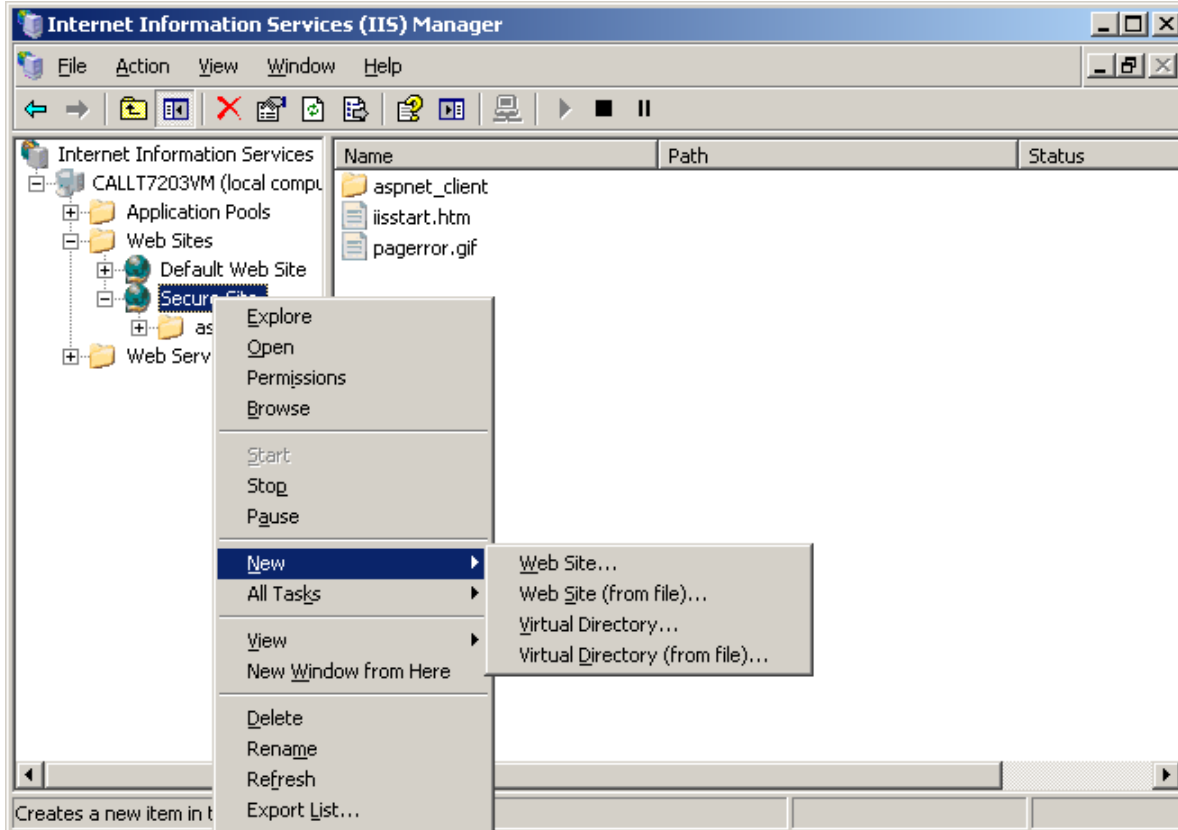 Internet Information Services (IIS) Manager
File Action View Window Help
Internet Information Services
CALLT7203VM (local compu
Application Pools
Web Sites
Default Web Site
Secure Site
as
Web Serv
Name Path Status
aspnet_client
iisstart.htm
pagerror.gif
Explore
Open
Permissions
Browse
Start
Stop
Pause
New
All Tasks
View
New Window from Here
Delete
Rename
Refresh
Export List...
Web Site...
Web Site (from file)...
Virtual Directory...
Virtual Directory (from file)...
Creates a new item in t